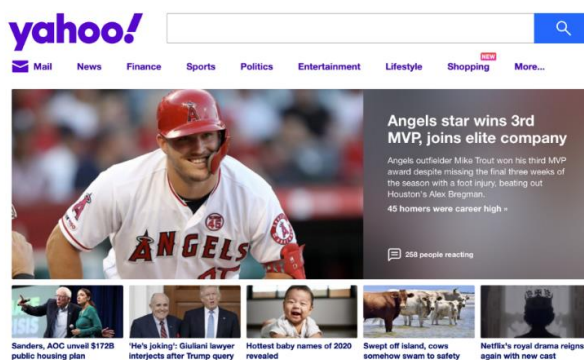 yahoo!
Mail News Finance Sports Politics Entertainment Lifestyle Shopping NEW More...
Angels star wins 3rd
MVP, joins elite company
Angels outfielder Mike Trout won his third MVP
award despite missing the final three weeks of
the season with a foot injury, beating out
Houston's Alex Bregman.
45 homers were career high »
258 people reacting
ANGELS
45
Sanders, AOC unveil $172B
public housing plan
'He's joking': Giuliani lawyer
interjects after Trump query
Hottest baby names of 2020
revealed
Swept off island, cows
somehow swam to safety
Netflix's royal drama reigns
again with new cast